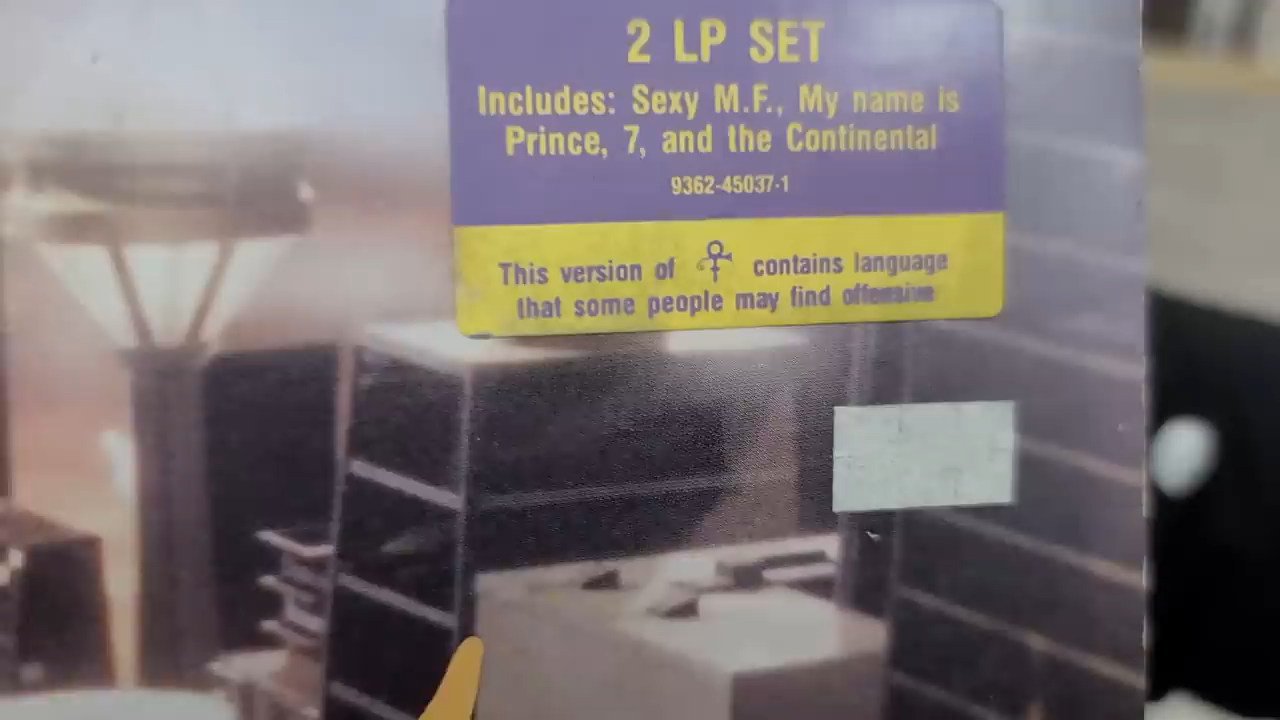 2 LP SET
Includes: Sexy M.F., My name is
Prince, 7, and the Continental
9362-45037-1
This version of contains language
that some people may find offensive